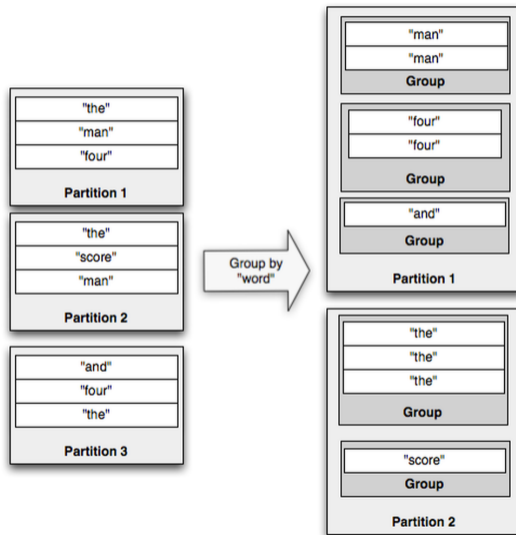 "the"
"man"
"four"
Partition 1
"the"
"score"
"man"
Partition 2
"and"
"four"
"the"
Partition 3
Group by
"word"
"man"
"man"
Group
"four"
"four"
Group
"and"
Group
Partition 1
"the"
"the"
"the"
Group
"score"
Group
Partition 2